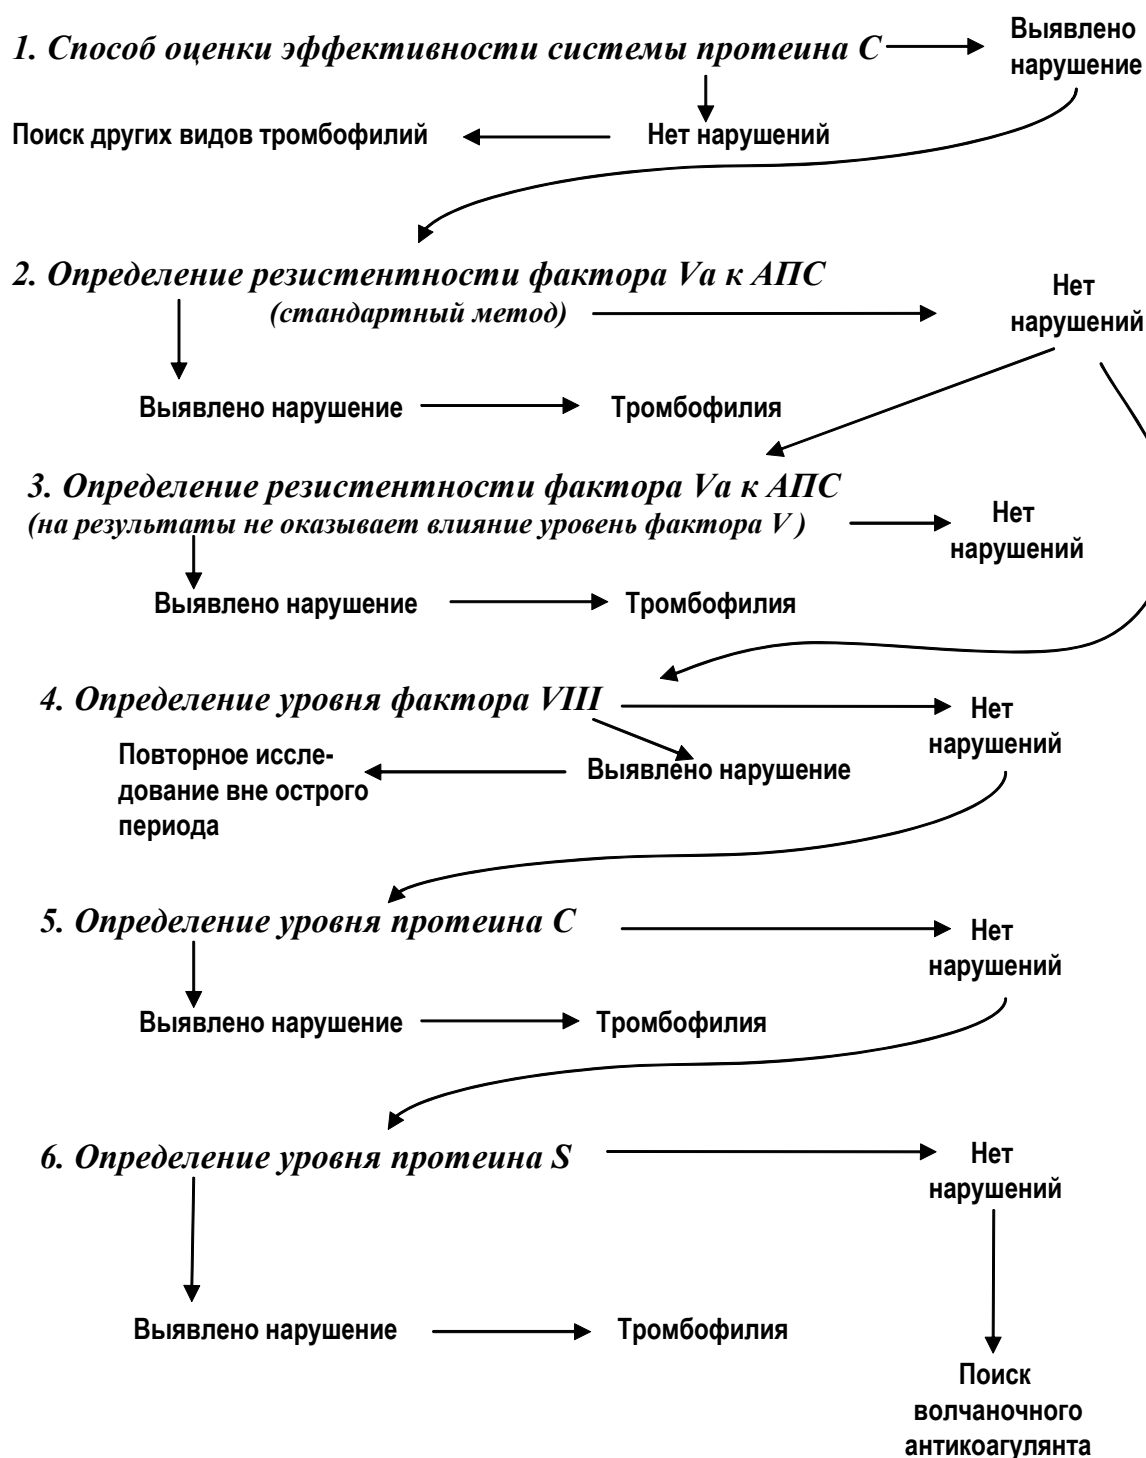 1. Способ оценки эффективности системы протеина С
Выявлено
нарушение
Поиск других видов тромбофилий
Нет нарушений
2. Определение резистентности фактора Va к АПС
(стандартный метод)
Нет
нарушений
Выявлено нарушение
Тромбофилия
3. Определение резистентности фактора Va к АПС
(на результаты не оказывает влияние уровень фактора V )
Нет
нарушений
Выявлено нарушение
Тромбофилия
4. Определение уровня фактора VIII
Нет
нарушений
Повторное иссле-
дование вне острого
периода
Выявлено нарушение
5. Определение уровня протеина С
Нет
нарушений
Выявлено нарушение
Тромбофилия
6. Определение уровня протеина S
Нет
нарушений
Выявлено нарушение
Тромбофилия
Поиск
волчаночного
антикоагулянта